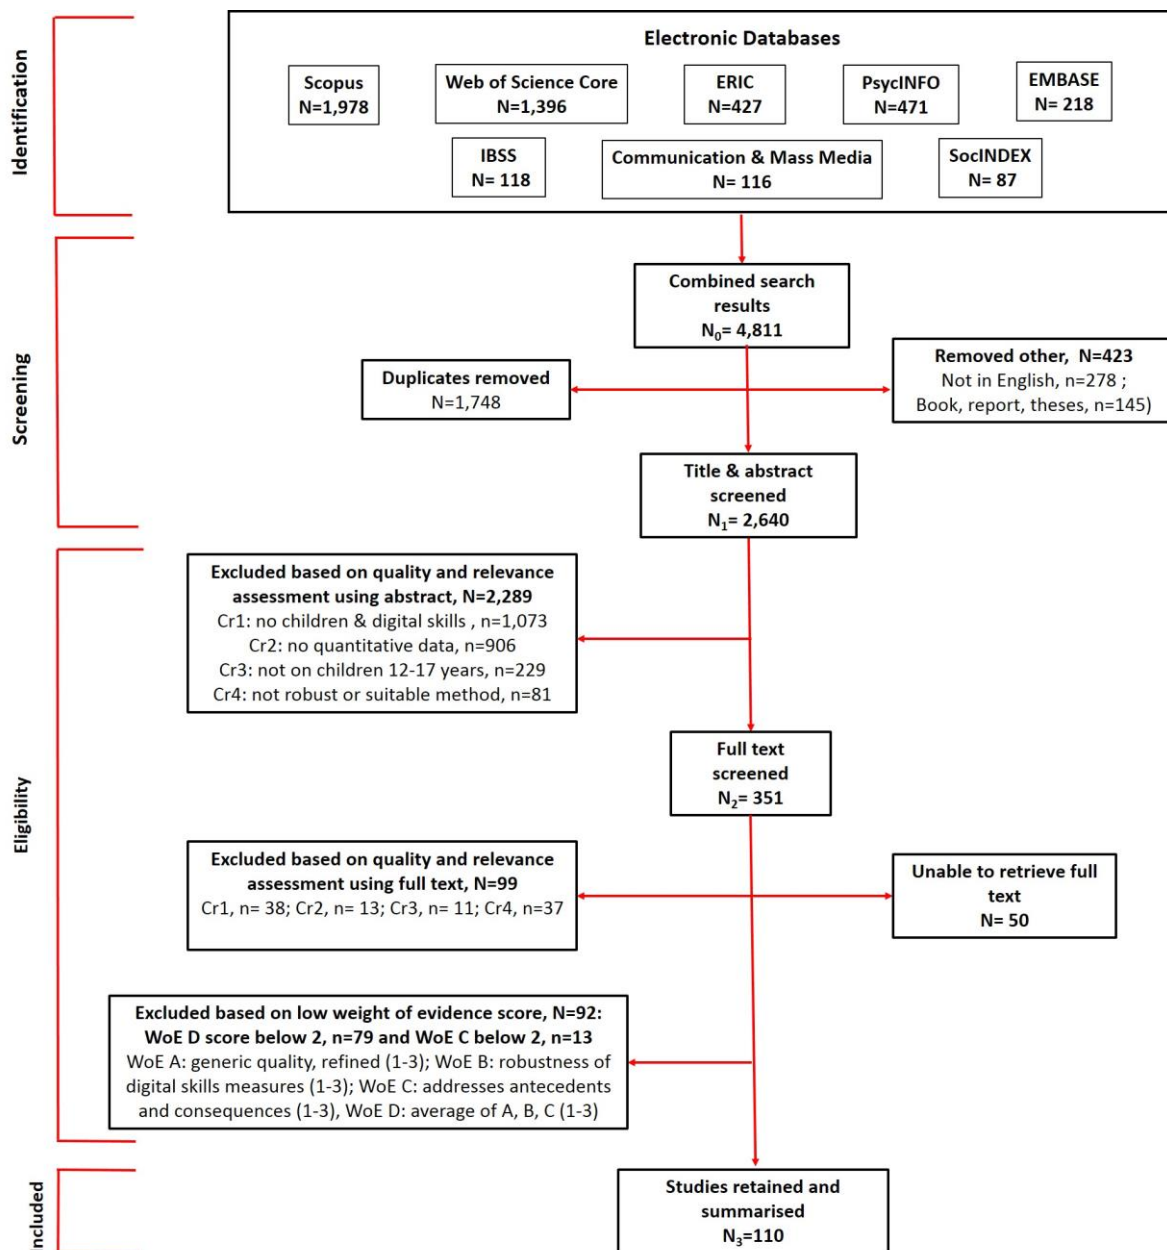 Identification
Electronic Databases
Scopus
N=1,978
Web of Science Core
N=1,396
ERIC
N=427
PsycINFO
N=471
EMBASE
N= 218
IBSS
N= 118
Communication & Mass Media
N= 116
SocINDEX
N= 87
Screening
Combined search
results
N₀= 4,811
Duplicates removed
N=1,748
Removed other, N=423
Not in English, n=278 ;
Book, report, theses, n=145)
Title & abstract
screened
N₁= 2,640
Eligibility
Excluded based on quality and relevance
assessment using abstract, N=2,289
Cr1: no children & digital skills , n=1,073
Cr2: no quantitative data, n=906
Cr3: not on children 12-17 years, n=229
Cr4: not robust or suitable method, n=81
Full text
screened
N₂= 351
Excluded based on quality and relevance
assessment using full text, N=99
Cr1, n= 38; Cr2, n= 13; Cr3, n= 11; Cr4, n=37
Unable to retrieve full
text
N= 50
Excluded based on low weight of evidence score, N=92:
WoE D score below 2, n=79 and WoE C below 2, n=13
WoE A: generic quality, refined (1-3); WoE B: robustness of
digital skills measures (1-3); WoE C: addresses antecedents
and consequences (1-3), WoE D: average of A, B, C (1-3)
ncluded
Studies retained and
summarised
N₃=110